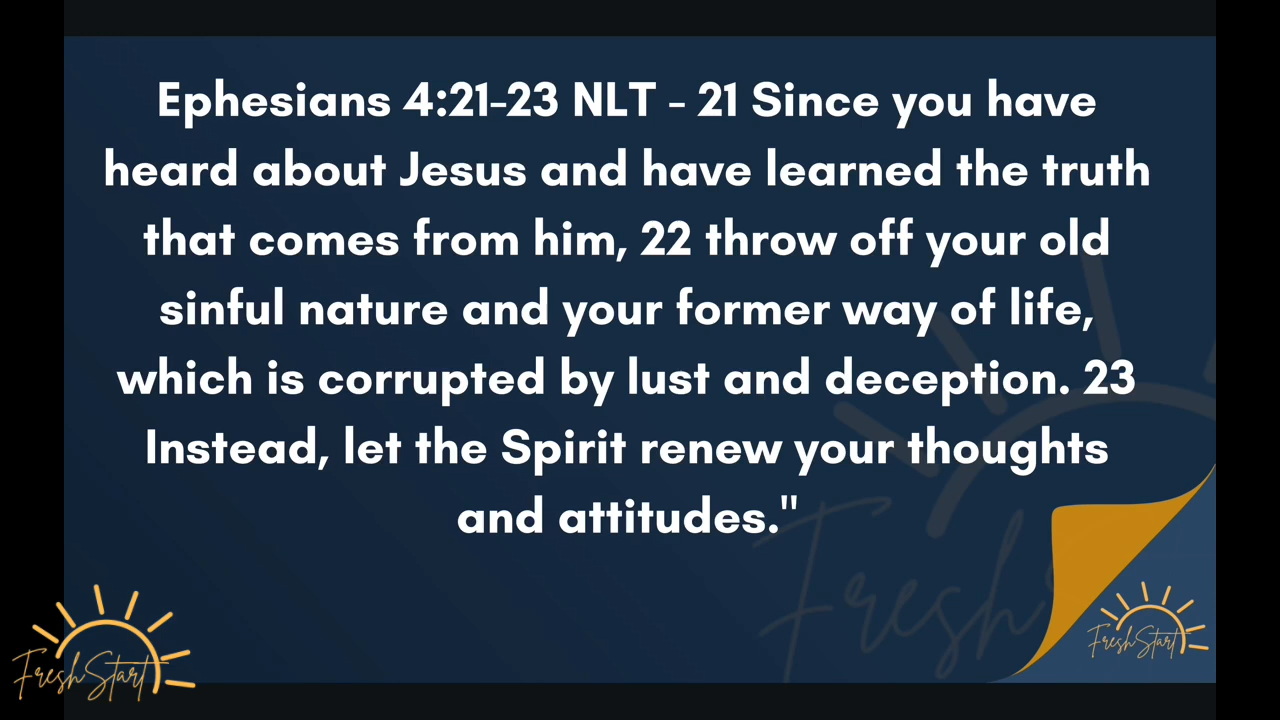 Ephesians 4:21-23 NLT - 21 Since you have
heard about Jesus and have learned the truth
that comes from him, 22 throw off your old
sinful nature and your former way of life,
which is corrupted by lust and deception. 23
Instead, let the Spirit renew your thoughts
and attitudes."
Fresh
FreshStart
FreshStart